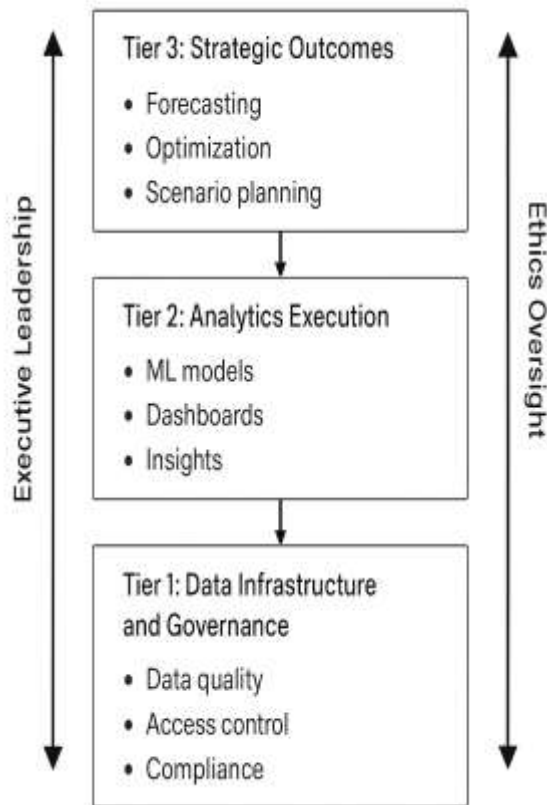 Tier 3: Strategic Outcomes
• Forecasting
• Optimization
• Scenario planning
Executive Leadership
Ethics Oversight
Tier 2: Analytics Execution
• ML models
• Dashboards
• Insights
Tier 1: Data Infrastructure
and Governance
• Data quality
• Access control
• Compliance